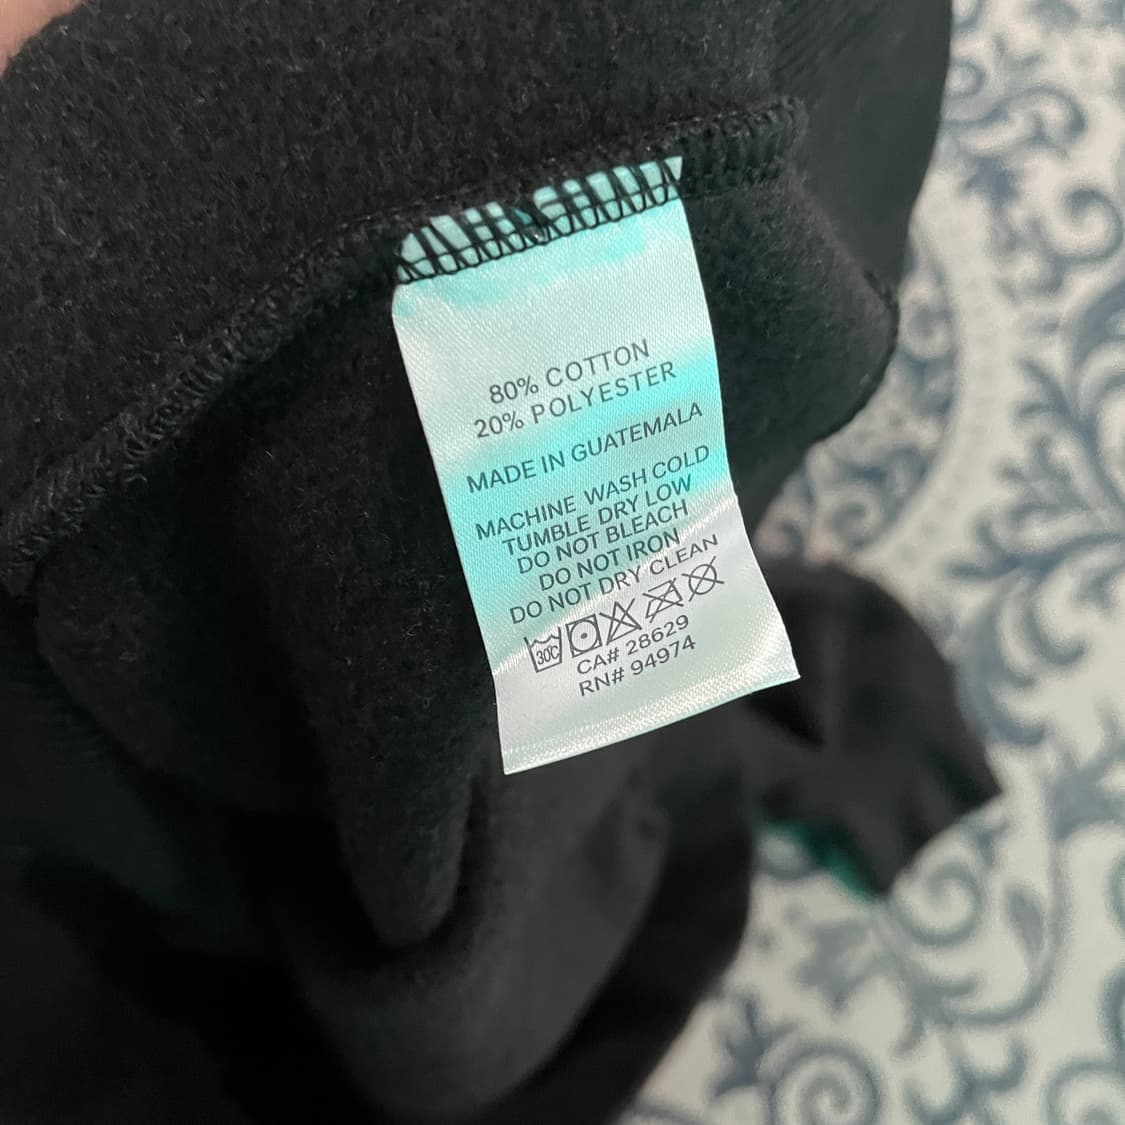 80% COTTON
20% POLYESTER
MADE IN GUATEMALA
MACHINE WASH COLD
TUMBLE DRY LOW
DO NOT BLEACH
DO NOT IRON
DO NOT DRY CLEAN
30C
CA# 28629
RN# 94974